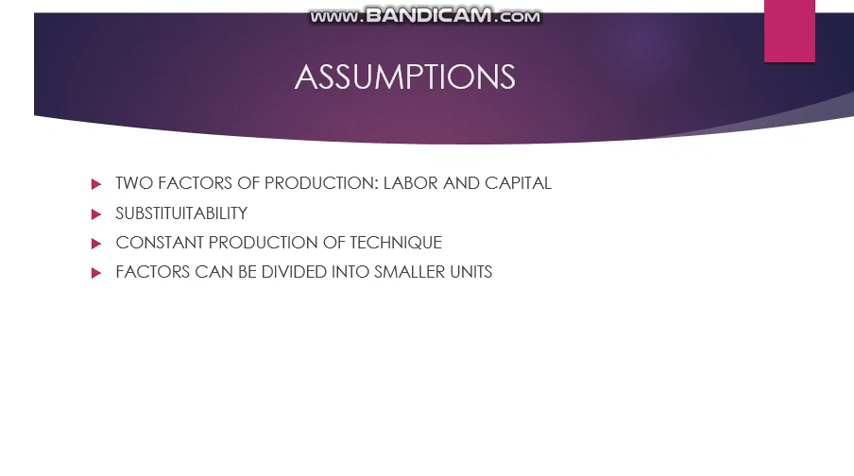 www.BANDICAM.com
ASSUMPTIONS
TWO FACTORS OF PRODUCTION: LABOR AND CAPITAL
SUBSTITUITABILITY
CONSTANT PRODUCTION OF TECHNIQUE
FACTORS CAN BE DIVIDED INTO SMALLER UNITS